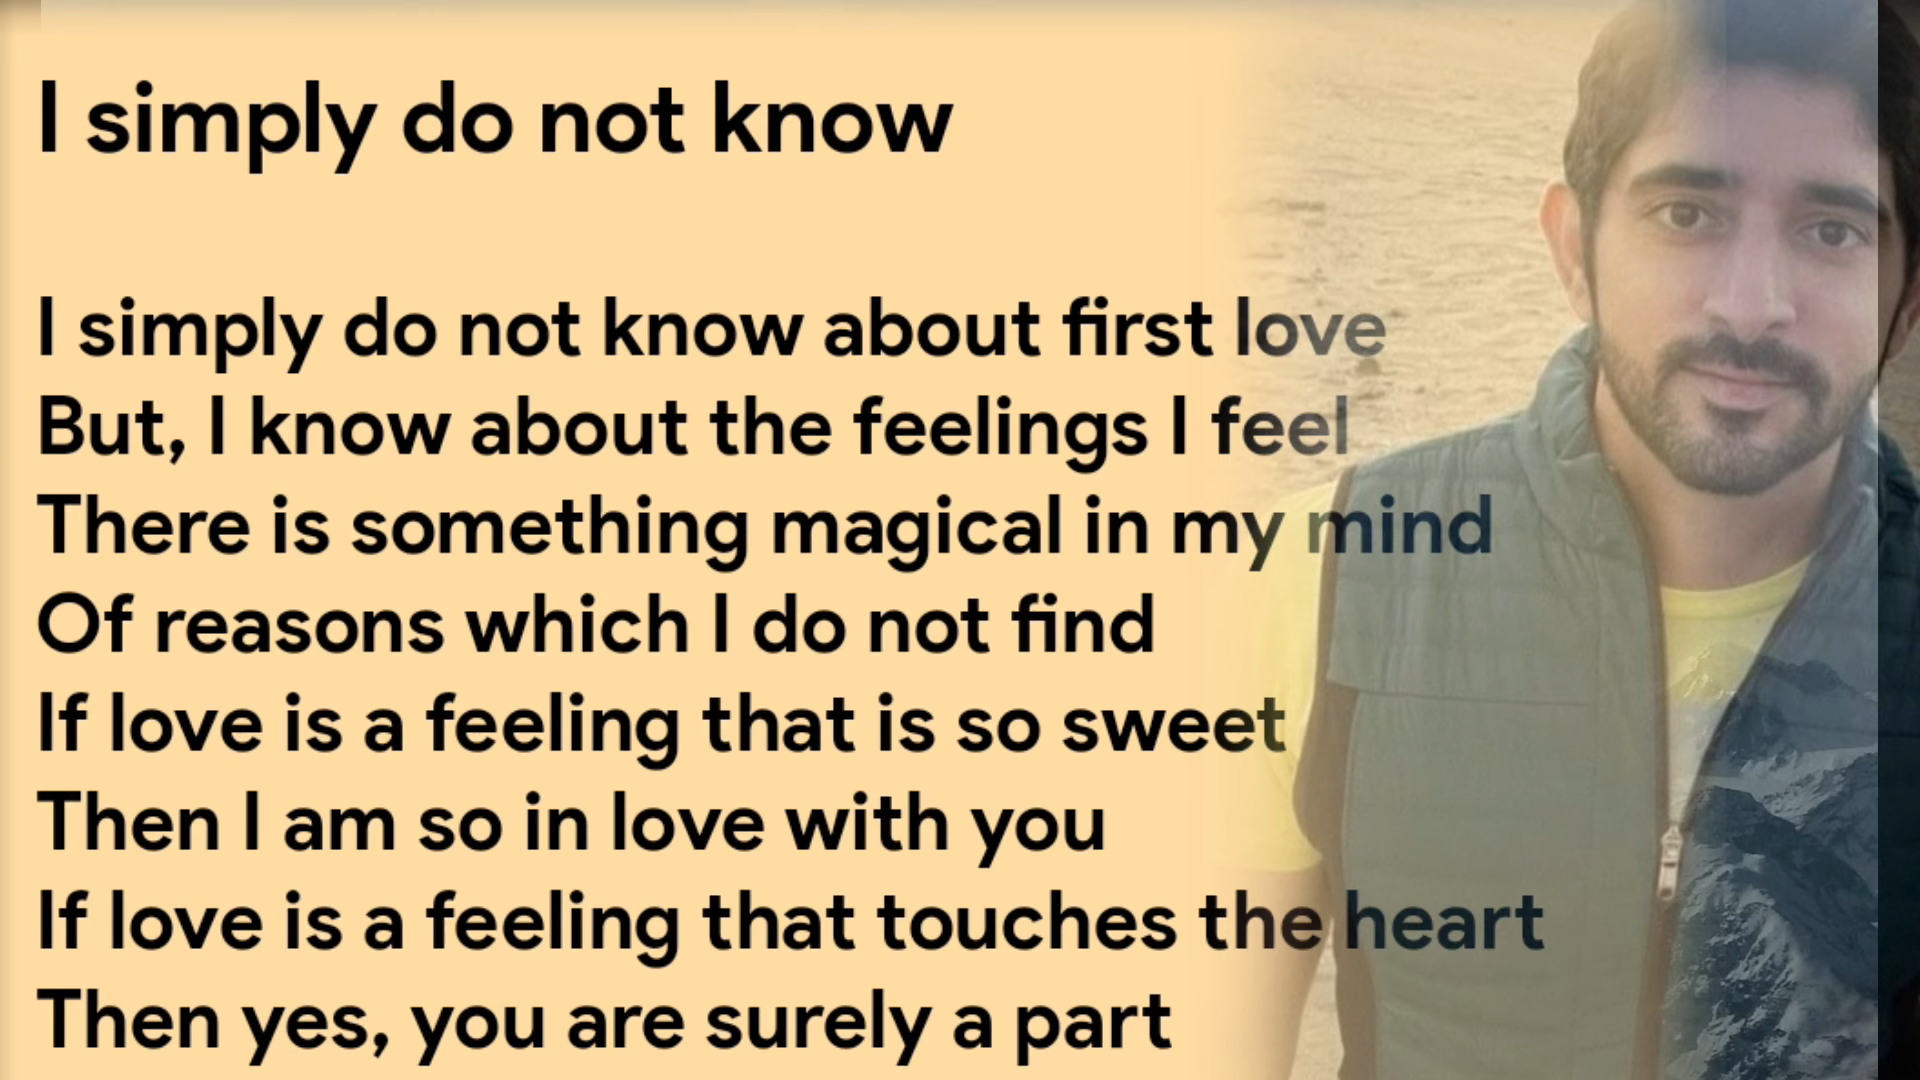 I simply do not know
I simply do not know about first love
But, I know about the feelings I feel
There is something magical in my mind
Of reasons which I do not find
If love is a feeling that is so sweet
Then I am so in love with you
If love is a feeling that touches the heart
Then yes, you are surely a part